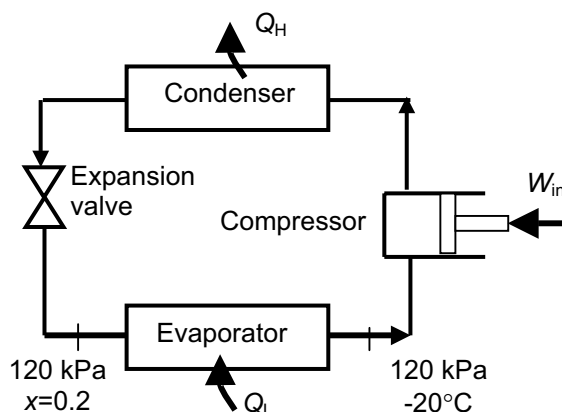 Q_H
Condenser
Expansion
valve
W_in
Compressor
Evaporator
120 kPa
x=0.2
Q_L
120 kPa
-20°C